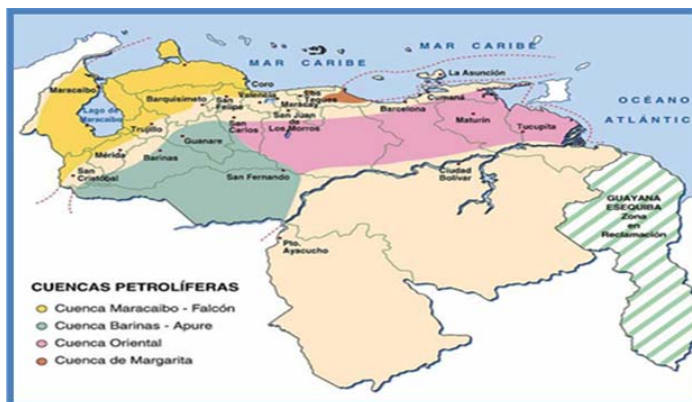 MAR CARIBE
MAR CARIBE
La Asunción
Maracaibo
Coro
Valencia
Los
Teques
Cumaná
OCÉANO
ATLÁNTICO
Barquisimeto
San
Felipe
Maracay
Barcelona
Lago de
Maracaibo
San
Carlos
San Juan
de
Los Morros
Maturín
Tucupita
Trujillo
Guanare
Mérida
Barinas
San
Cristóbal
San Fernando
Ciudad
Bolívar
GUAYANA
ESEQUIBA
Zona
en
Reclamación
Pto.
Ayacucho
CUENCAS PETROLÍFERAS
Cuenca Maracaibo - Falcón
Cuenca Barinas - Apure
Cuenca Oriental
Cuenca de Margarita